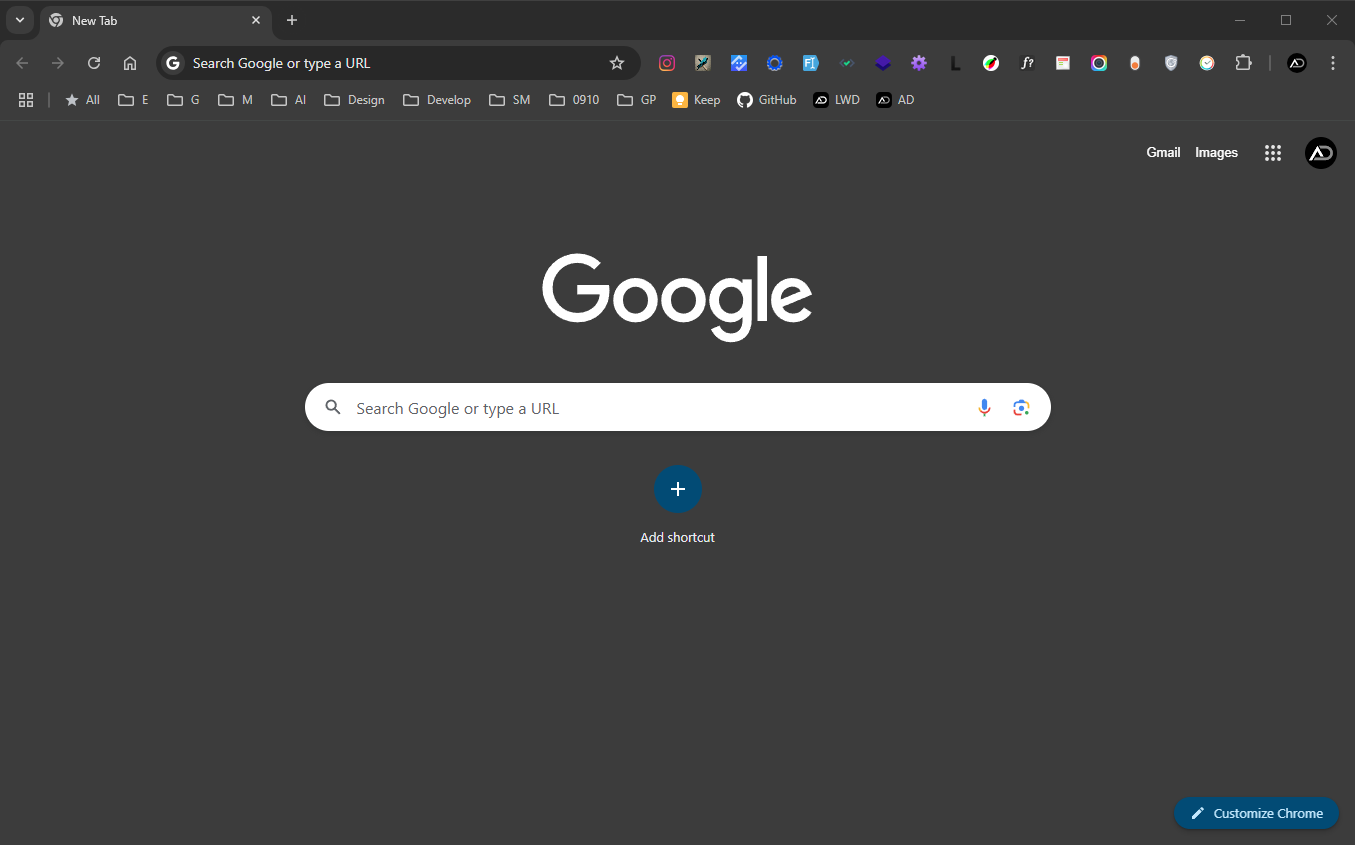 New Tab
Search Google or type a URL
All E G M AI Design Develop SM 0910 GP Keep GitHub LWD AD
Gmail Images
Google
Search Google or type a URL
Add shortcut
Customize Chrome